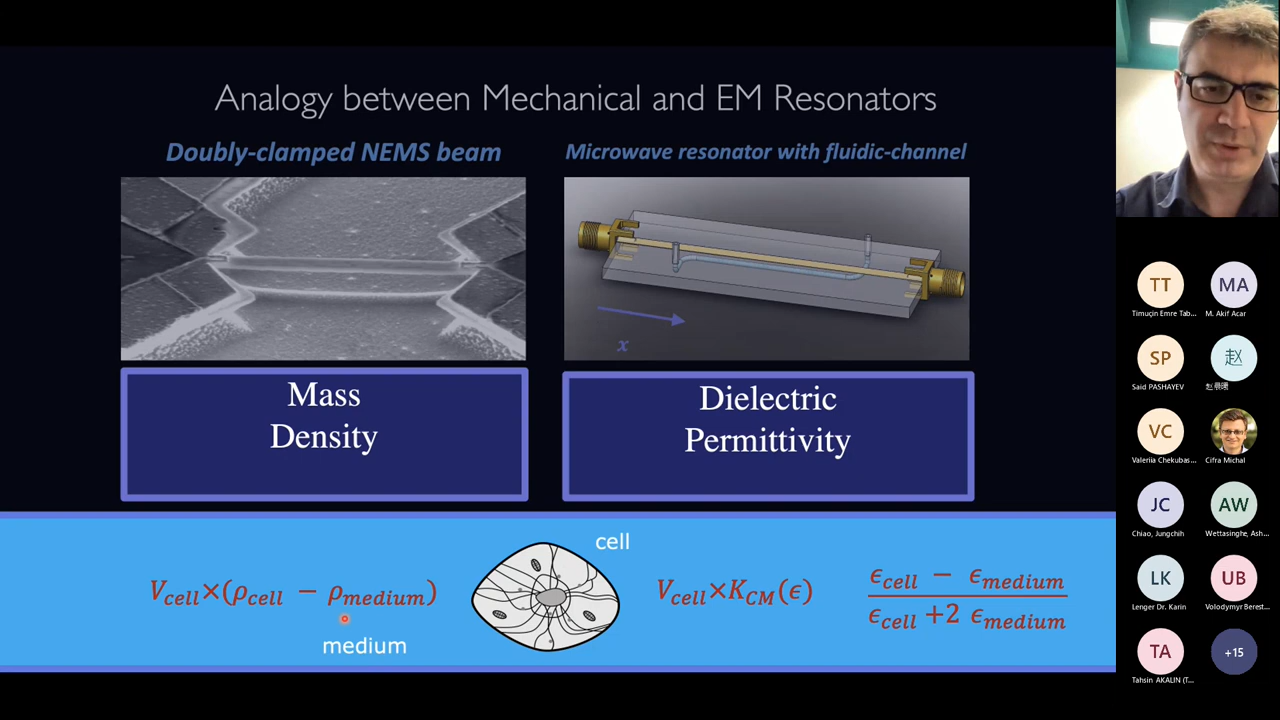 Analogy between Mechanical and EM Resonators
Doubly-clamped NEMS beam
Microwave resonator with fluidic-channel
x
Mass
Density
Dielectric
Permittivity
cell
V_cell×(ρ_cell − ρ_medium)
medium
V_cell×K_CM(ϵ)
ϵ_cell − ϵ_medium
ϵ_cell +2 ϵ_medium
TT
Timuçin Emre Tab...
MA
M. Akif Acar
SP
Said PASHAYEV
赵
赵晨曦
VC
Valeriia Chekubas...
Cifra Michal
JC
Chiao, Jungchih
AW
Wettasinghe, Ash...
LK
Lenger Dr. Karin
UB
Volodymyr Berest...
TA
Tahsin AKALIN (T...
+15